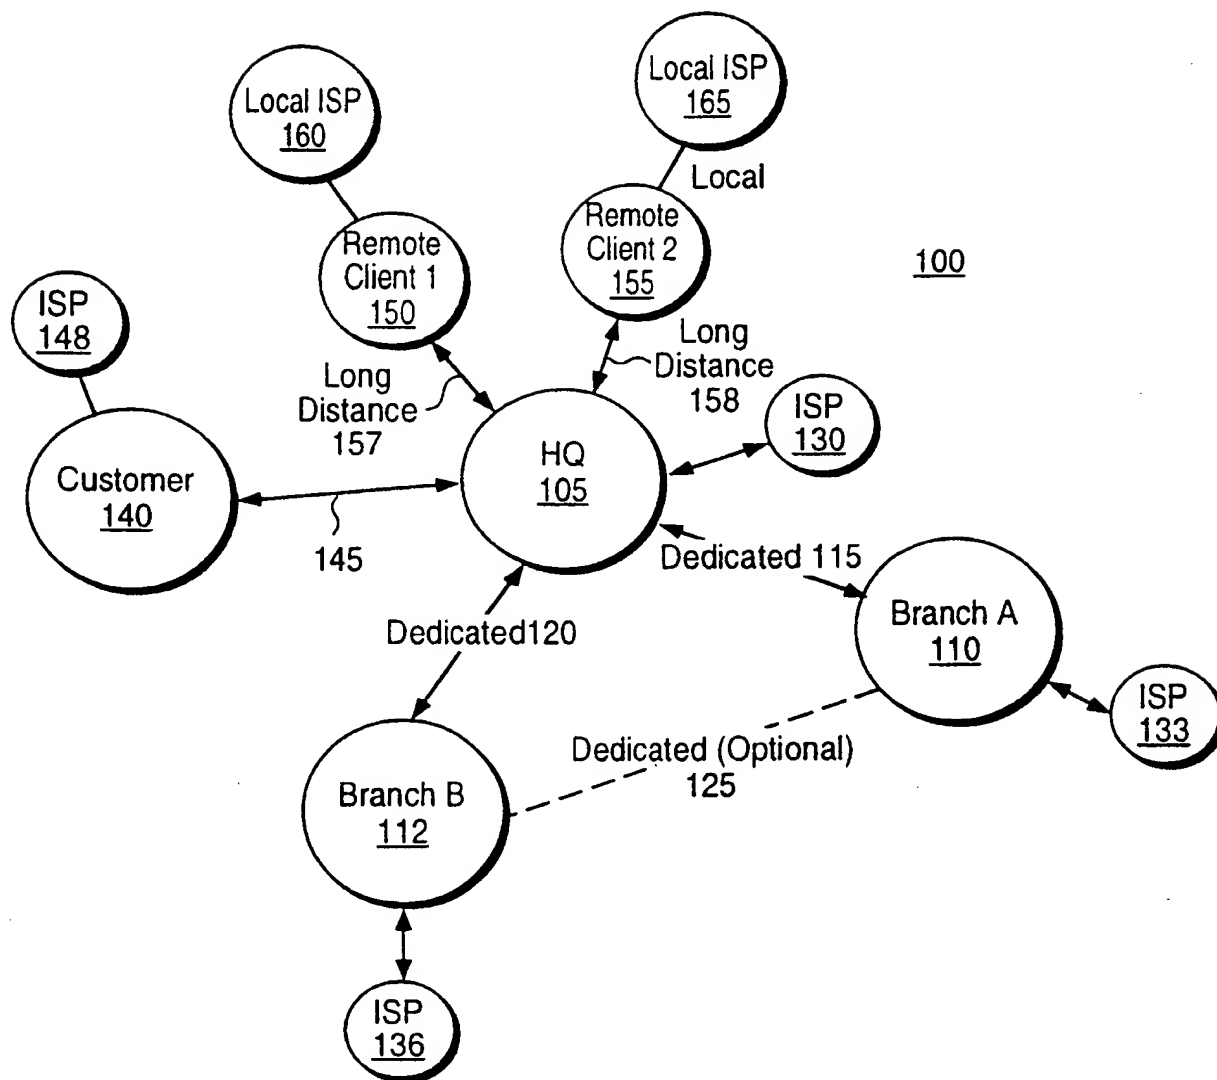 Local ISP
165
Local ISP
160
Local
Remote
Client 2
155
Remote
Client 1
150
100
ISP
148
Long
Distance
158
Long
Distance
157
ISP
130
HQ
105
Customer
140
145
Dedicated 115
Branch A
110
Dedicated120
ISP
133
Dedicated (Optional)
125
Branch B
112
ISP
136